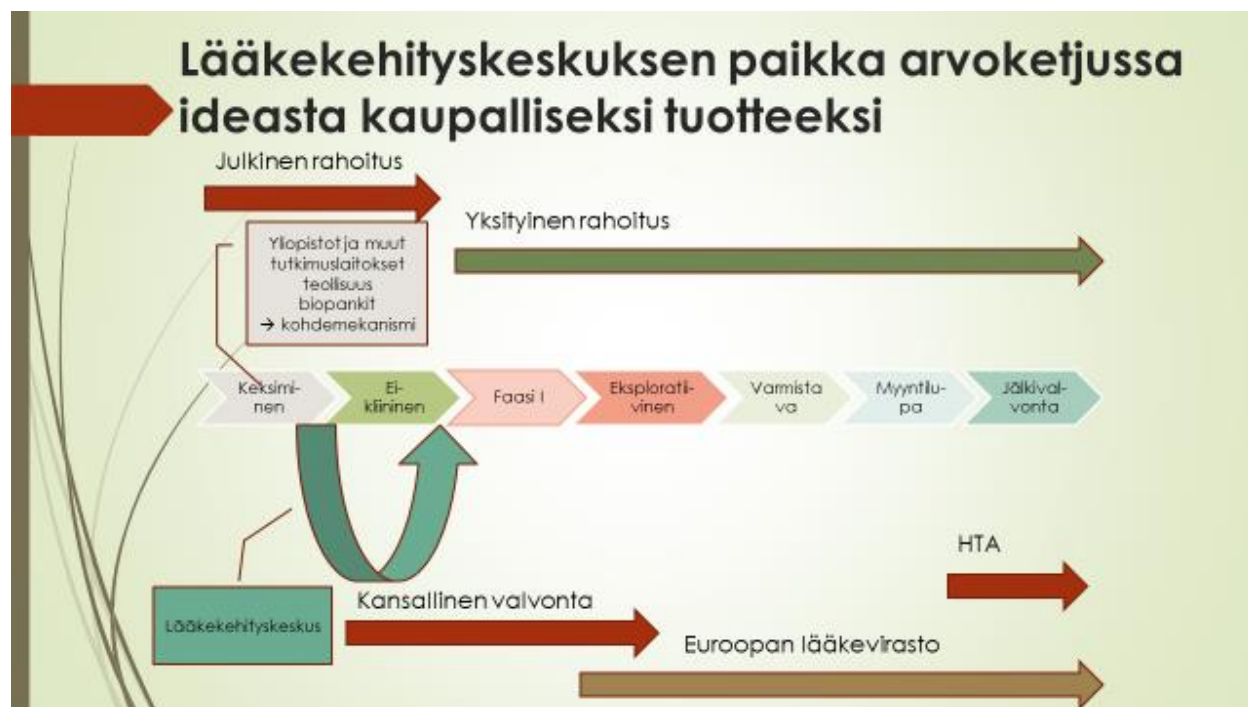 Lääkekehityskeskuksen paikka arvoketjussa
ideasta kaupalliseksi tuotteeksi
Julkinen rahoitus
Yksityinen rahoitus
Yliopistot ja muut
tutkimuslaitokset
teollisuus
biopankit
→ kohdemekanismi
Keksimi-
nen
Ei-
kliininen
Faasi I
Eksploratii-
vinen
Varmista
va
Myyntilu-
pa
Jälkival-
vonta
HTA
Kansallinen valvonta
Lääkekehityskeskus
Euroopan lääkevirasto